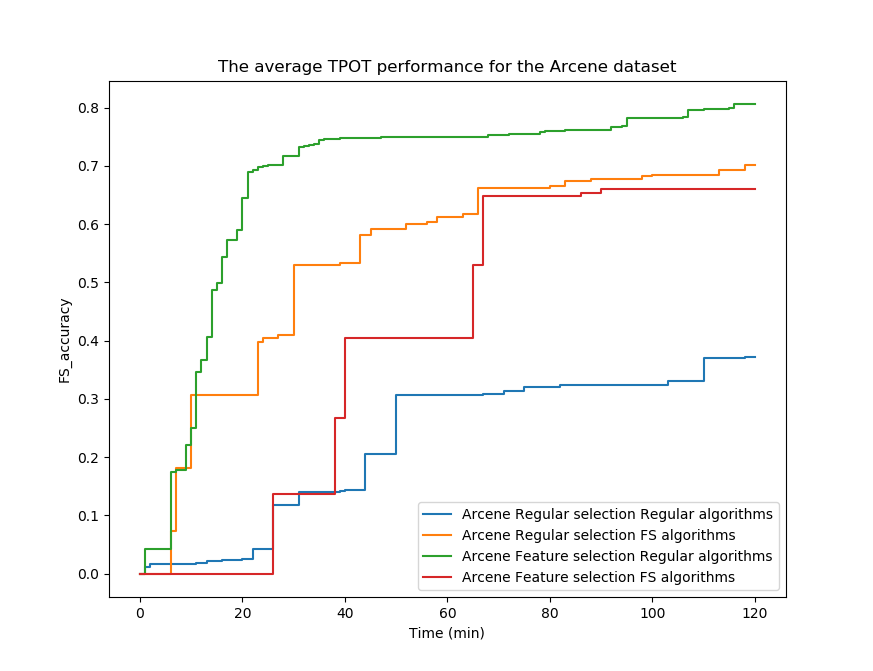 The average TPOT performance for the Arcene dataset
FS_accuracy
0.8
0.7
0.6
0.5
0.4
0.3
0.2
0.1
0.0
Arcene Regular selection Regular algorithms
Arcene Regular selection FS algorithms
Arcene Feature selection Regular algorithms
Arcene Feature selection FS algorithms
0 20 40 60 80 100 120
Time (min)